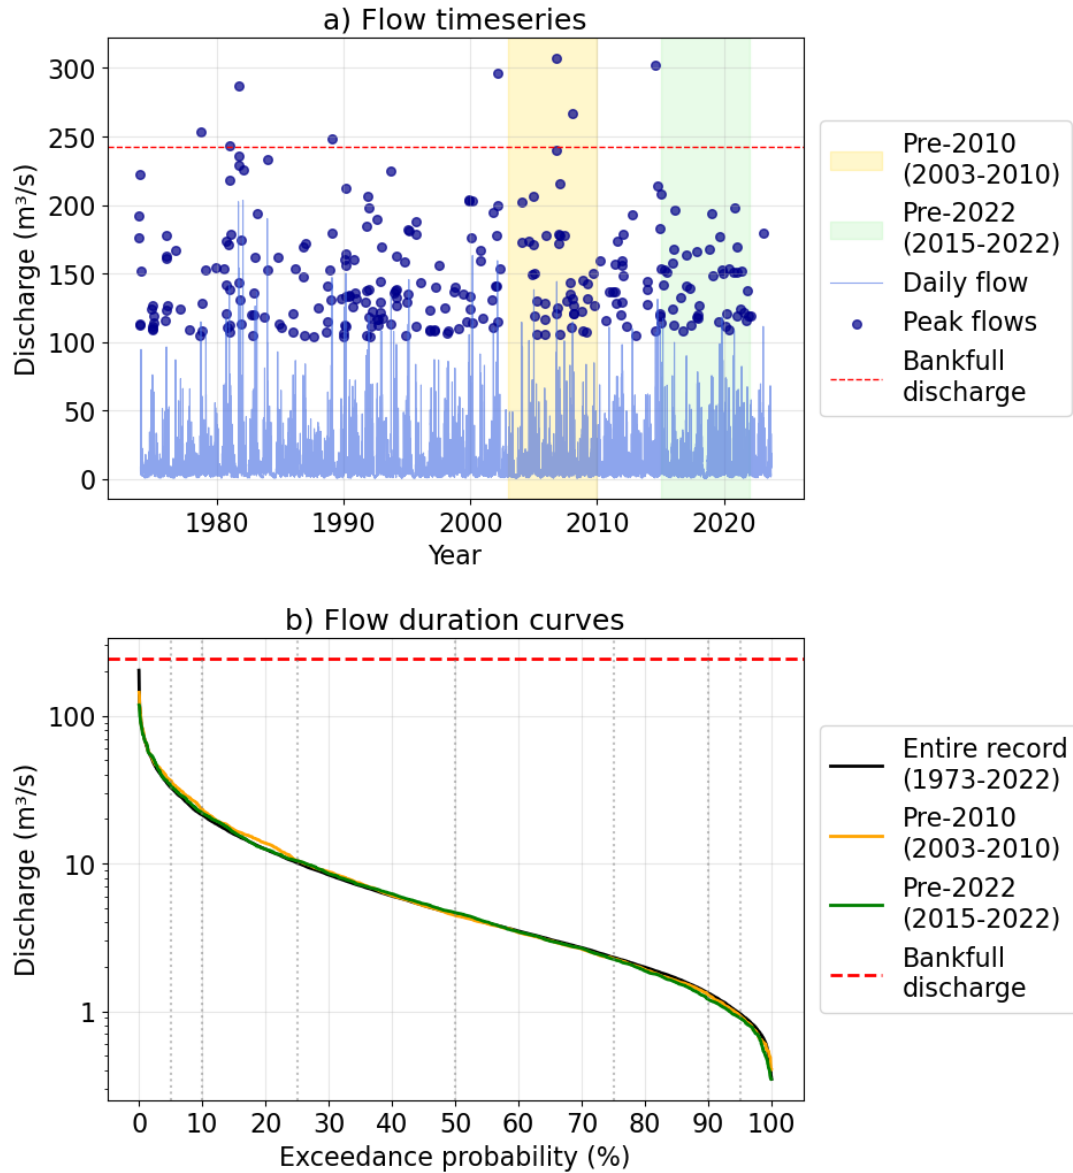 a) Flow timeseries
Discharge (m³/s)
300
250
200
150
100
50
0
1980
1990
2000
2010
2020
Year
Pre-2010
(2003-2010)
Pre-2022
(2015-2022)
Daily flow
Peak flows
Bankfull
discharge
b) Flow duration curves
Discharge (m³/s)
100
10
1
0
10
20
30
40
50
60
70
80
90
100
Exceedance probability (%)
Entire record
(1973-2022)
Pre-2010
(2003-2010)
Pre-2022
(2015-2022)
Bankfull
discharge